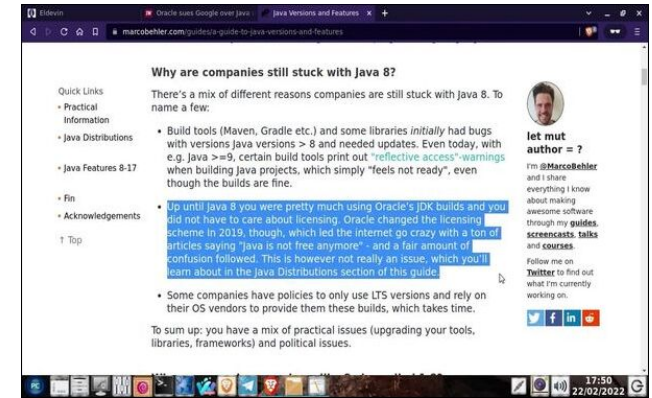 Eldevin
Oracle sues Google over Java
Java Versions and Features
marcobehler.com/guides/a-guide-to-java-versions-and-features
Quick Links
Practical
Information
Java Distributions
Java Features 8-17
Fin
Acknowledgements
↑ Top
Why are companies still stuck with Java 8?
There's a mix of different reasons companies are still stuck with Java 8. To
name a few:
• Build tools (Maven, Gradle etc.) and some libraries initially had bugs
with versions Java versions > 8 and needed updates. Even today, with
e.g. Java >=9, certain build tools print out "reflective access"-warnings
when building Java projects, which simply "feels not ready", even
though the builds are fine.
• Up until Java 8 you were pretty much using Oracle's JDK builds and you
did not have to care about licensing. Oracle changed the licensing
scheme in 2019, though, which led the internet go crazy with a ton of
articles saying "Java is not free anymore" - and a fair amount of
confusion followed. This is however not really an issue, which you'll
learn about in the Java Distributions section of this guide.
• Some companies have policies to only use LTS versions and rely on
their OS vendors to provide them these builds, which takes time.
To sum up: you have a mix of practical issues (upgrading your tools,
libraries, frameworks) and political issues.
let mut
author = ?
I'm @MarcoBehler
and I share
everything I know
about making
awesome software
through my guides,
screencasts, talks
and courses.
Follow me on
Twitter to find out
what I'm currently
working on.
17:50
22/02/2022